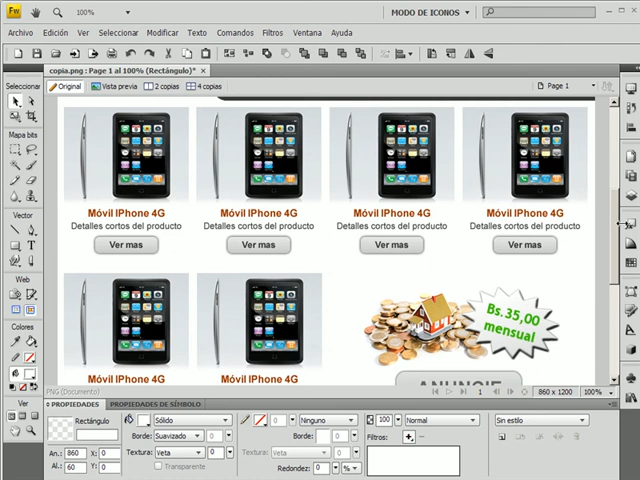 Fw 100% MODO DE ICONOS
Archivo Edición Ver Seleccionar Modificar Texto Comandos Filtros Ventana Ayuda
copia.png : Page 1 al 100% (Rectángulo)*
Seleccionar Original Vista previa 2 copias 4 copias Page 1
Mapa bits
Vector
Web
Colores
Ver
Móvil IPhone 4G Móvil IPhone 4G Móvil IPhone 4G Móvil IPhone 4G
Detalles cortos del producto Detalles cortos del producto Detalles cortos del producto Detalles cortos del producto
Ver mas Ver mas Ver mas Ver mas
Bs.35,00
mensual
Móvil IPhone 4G Móvil IPhone 4G
ANUNCIE
PNG (Documento) 1 860 x 1200 100%
PROPIEDADES PROPIEDADES DE SÍMBOLO
Rectángulo Sólido 0 Ninguno 100 Normal Sin estilo
Borde: Suavizado 0 Borde: 0 Filtros:
An.: 860 X: 0 Textura: Veta 0 Textura: Veta 0
Al.: 60 Y: 0 Transparente Redondez: 0 %